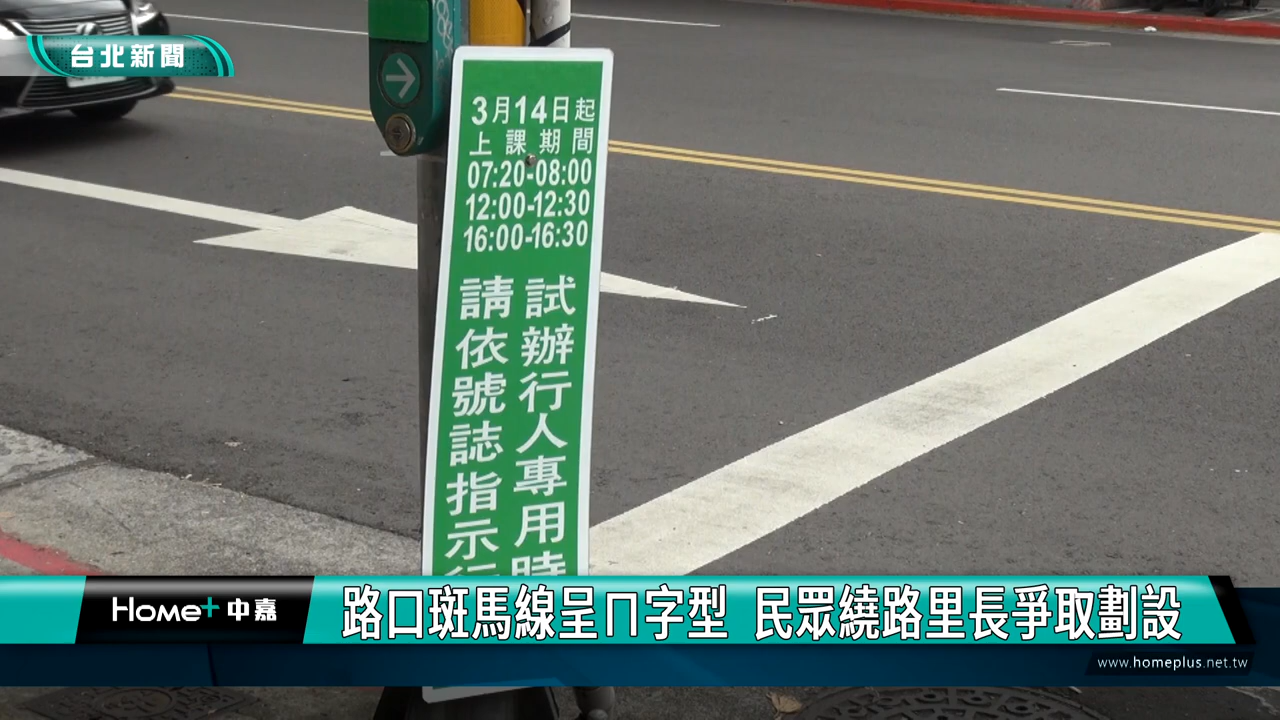 台北新聞
3月14日起
上課期間
07:20-08:00
12:00-12:30
16:00-16:30
試辦行人專用時
請依號誌指示行
Home+中嘉
路口斑馬線呈ㄇ字型 民眾繞路里長爭取劃設
www.homeplus.net.tw